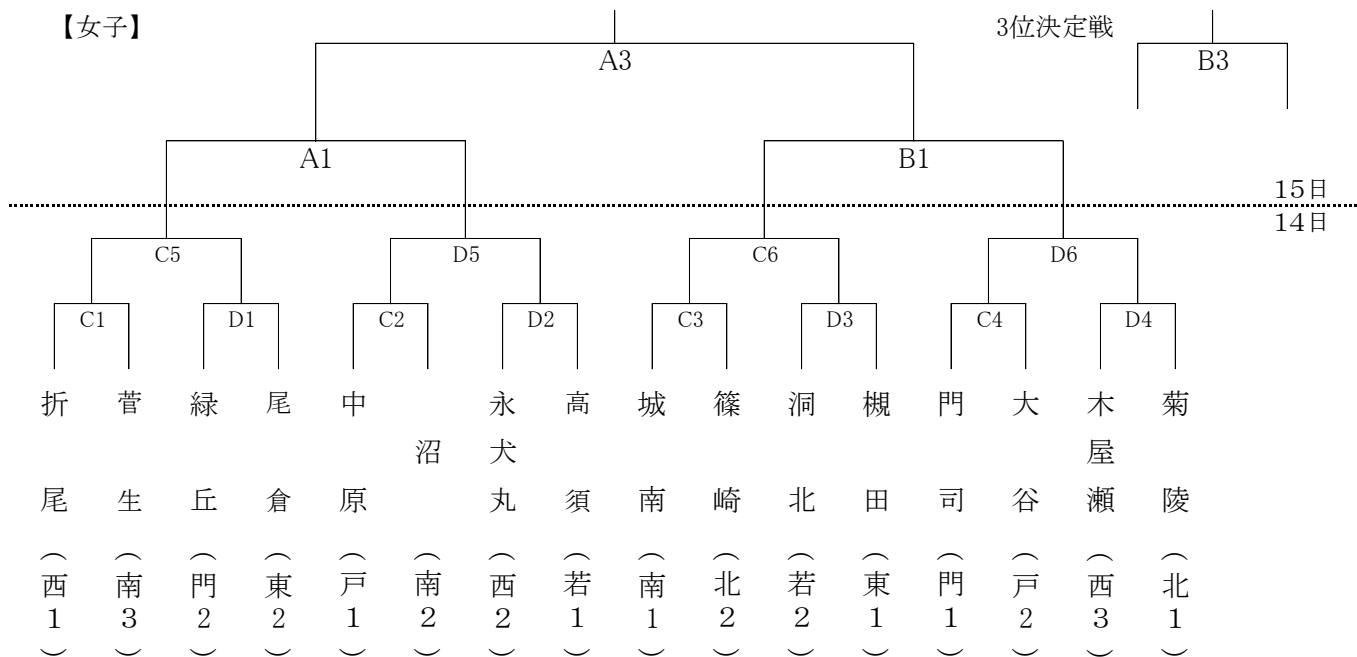 【女子】
3位決定戦
A3
B3
A1
B1
15日
14日
C5
D5
C6
D6
C1
D1
C2
D2
C3
D3
C4
D4
折尾（西1）
菅生（南3）
緑丘（門2）
尾倉（東2）
中原（戸1）
沼（南2）
永犬丸（西2）
高須（若1）
城南（南1）
篠崎（北2）
洞北（若2）
槻田（東1）
門司（門1）
大谷（戸2）
木屋瀬（西3）
菊陵（北1）